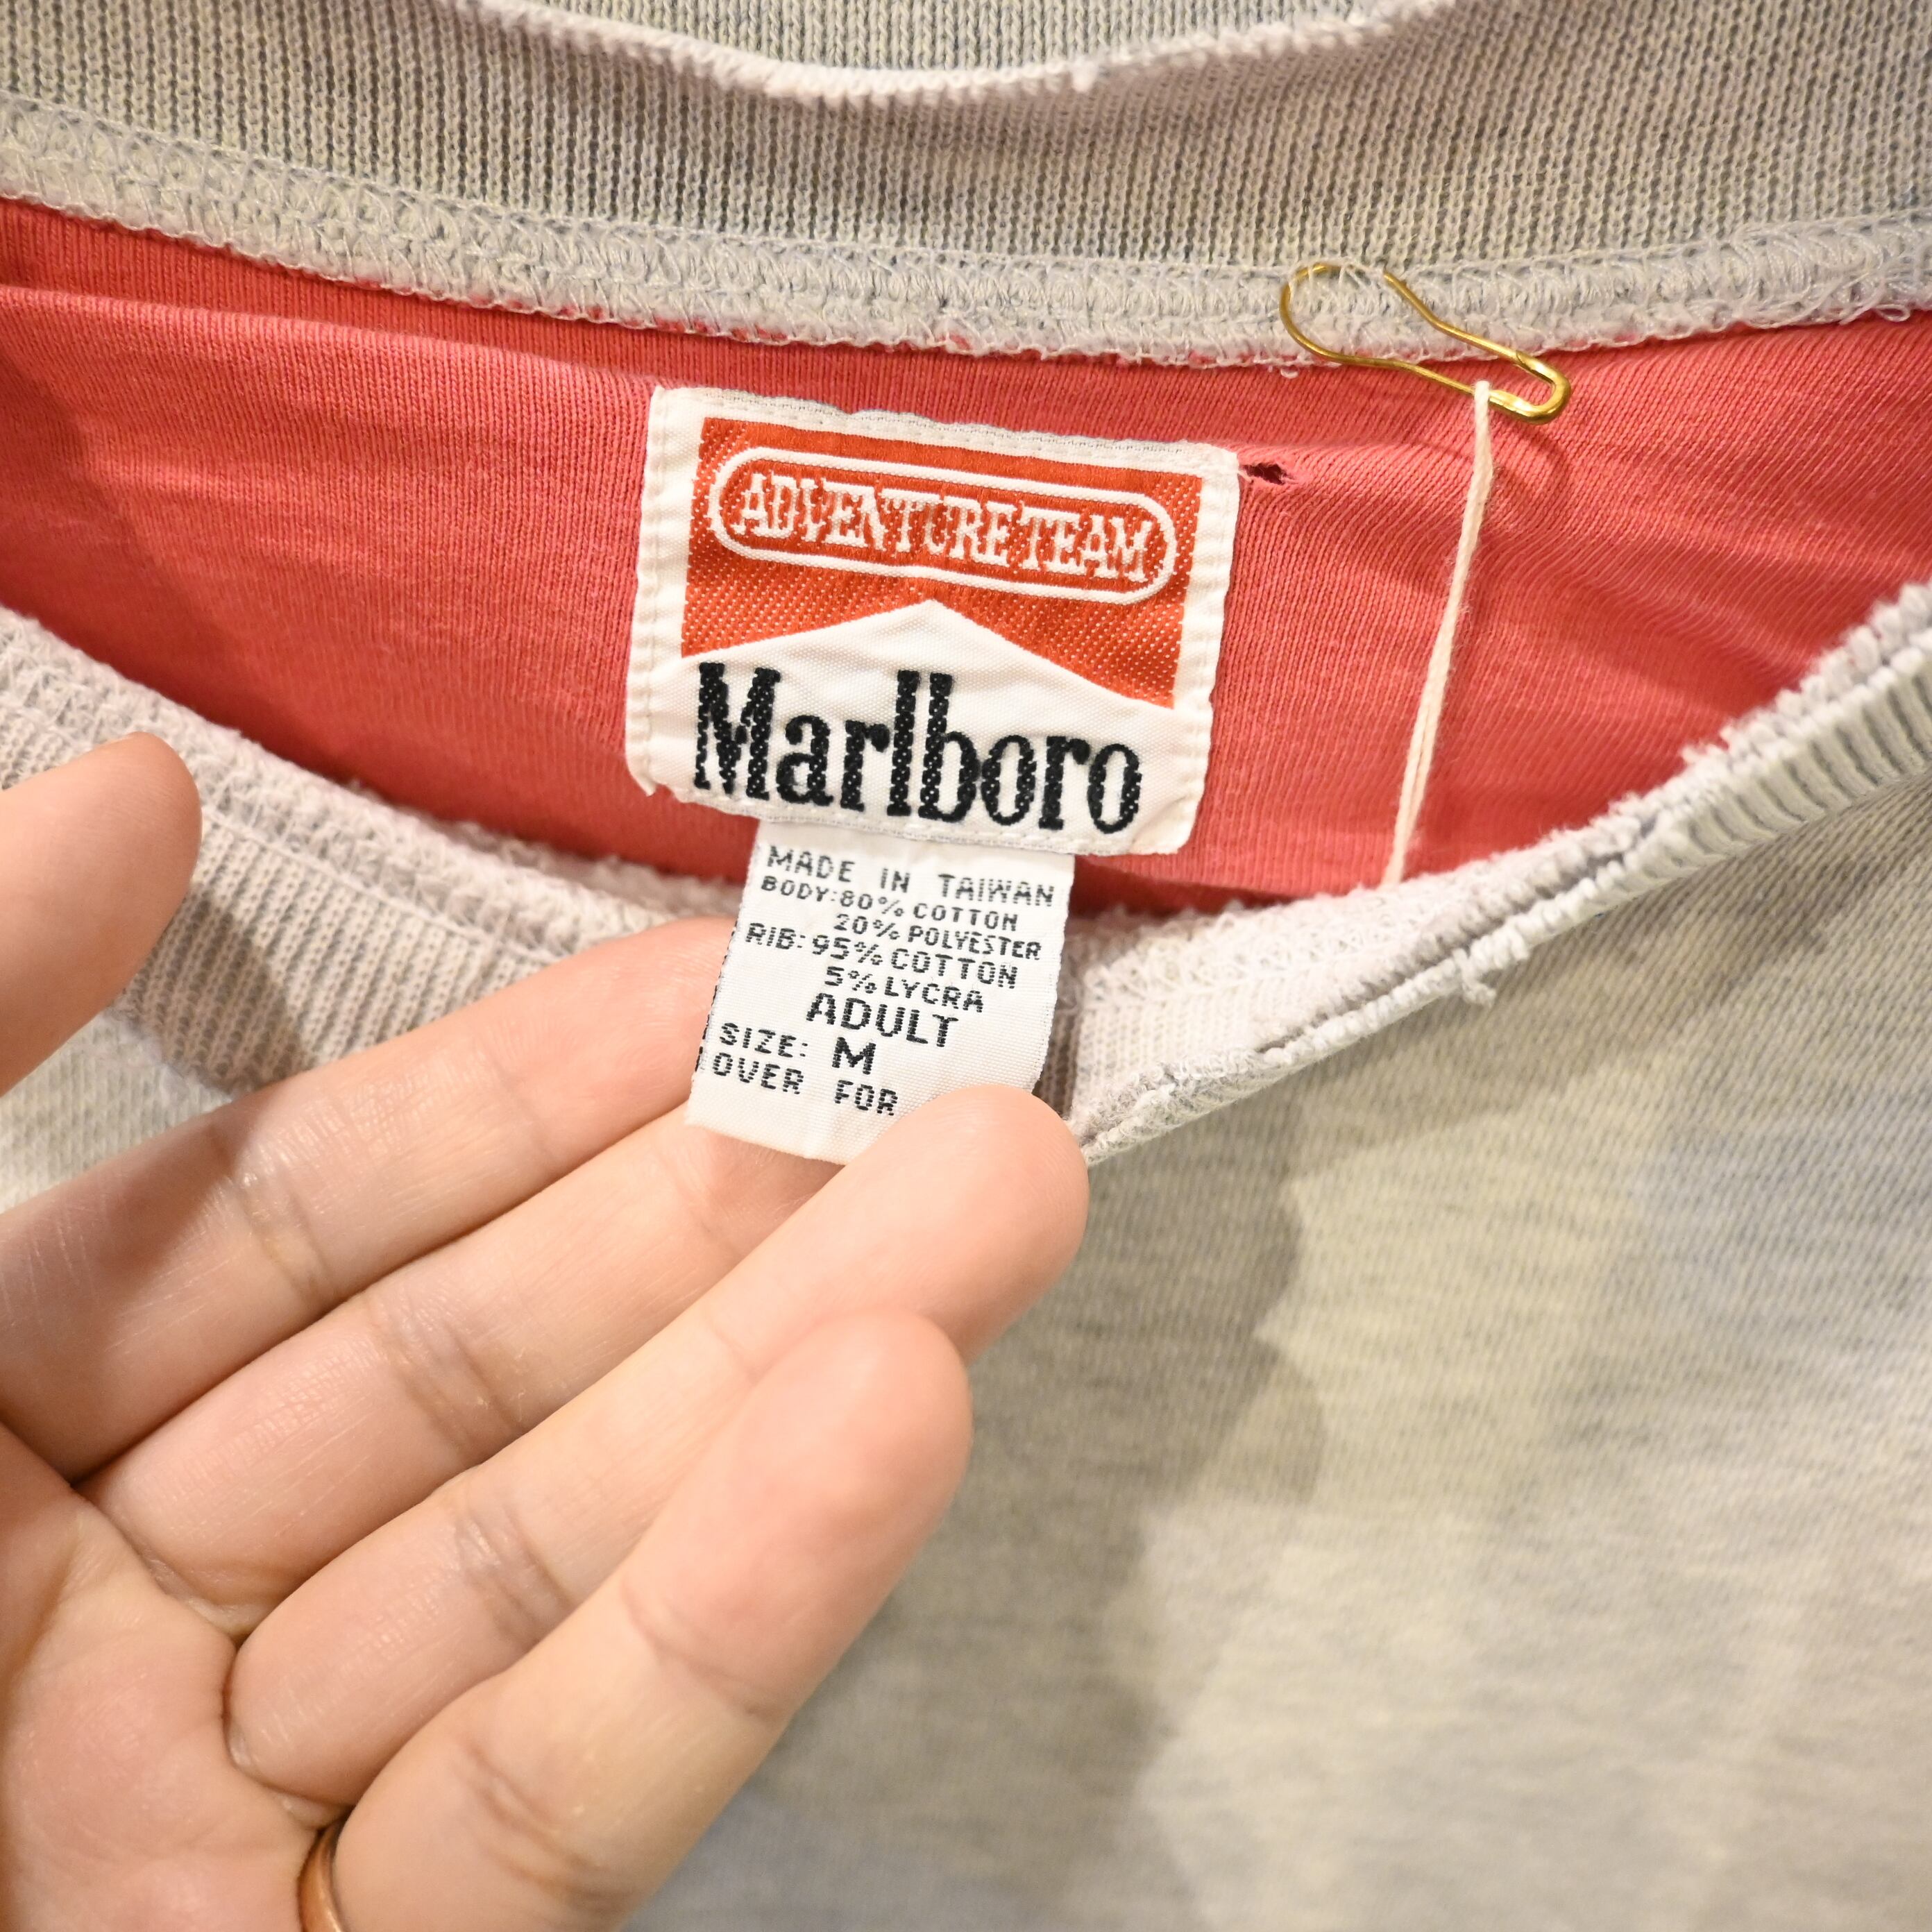 ADVENTURE TEAM
Marlboro
MADE IN TAIWAN
BODY:80% COTTON
20% POLYESTER
RIB:95% COTTON
5% LYCRA
ADULT
SIZE: M
OVER FOR